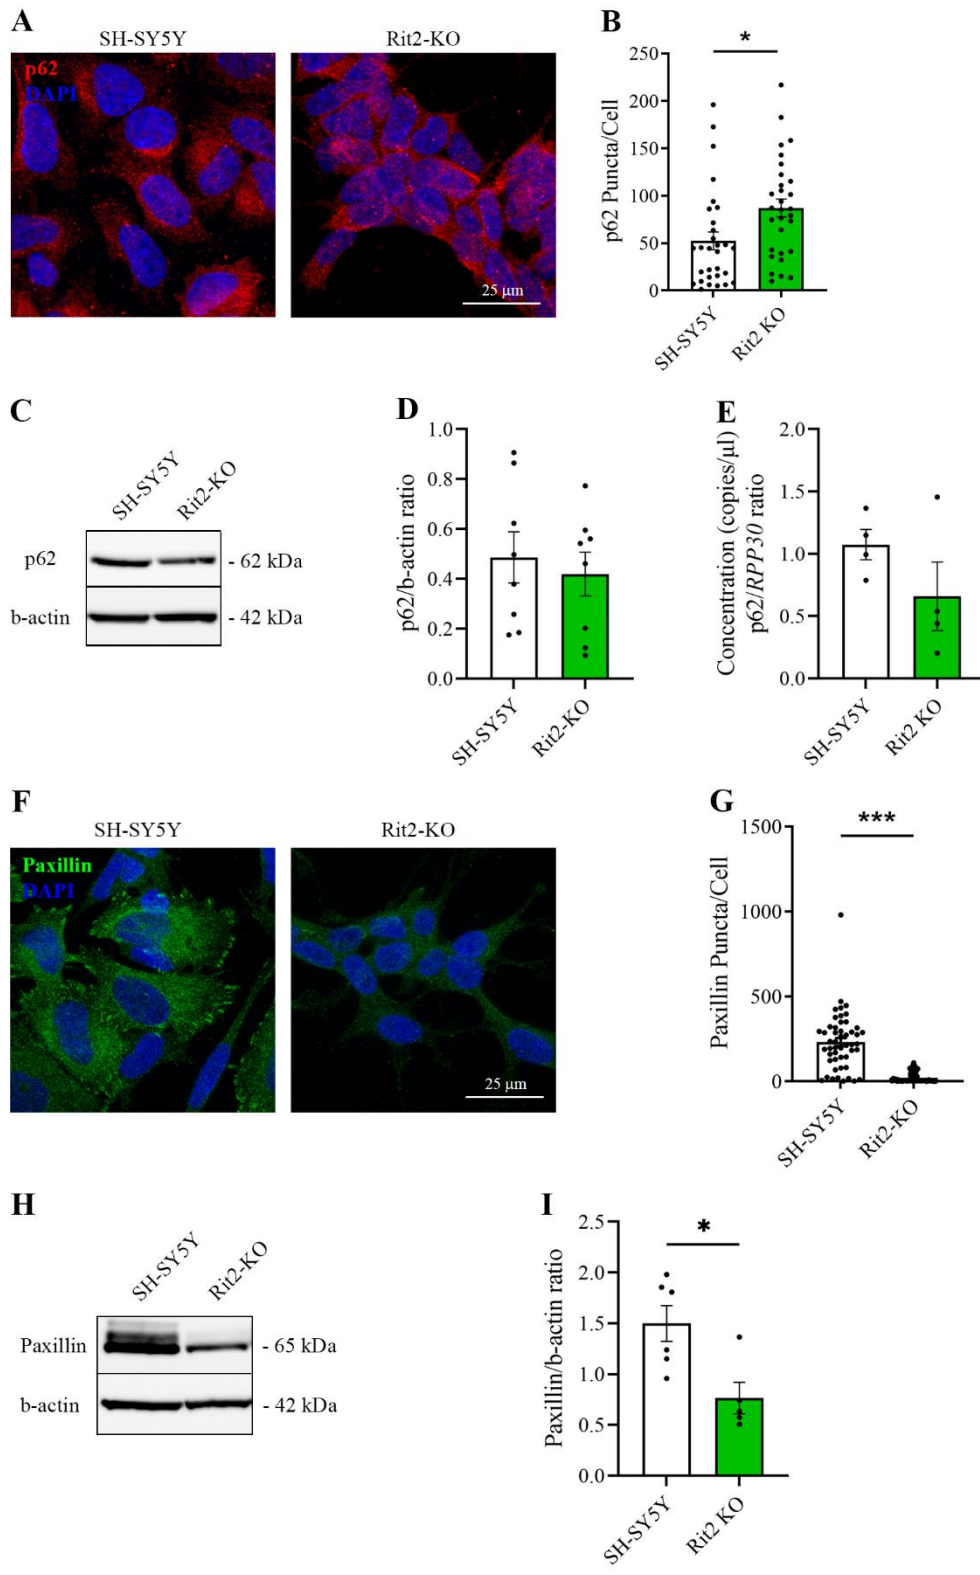 A
SH-SY5Y
Rit2-KO
p62
DAPI
25 μm
B
*
p62 Puncta/Cell
250
200
150
100
50
0
SH-SY5Y
Rit2 KO
C
SH-SY5Y
Rit2-KO
p62
- 62 kDa
b-actin
- 42 kDa
D
p62/b-actin ratio
1.0
0.8
0.6
0.4
0.2
0.0
SH-SY5Y
Rit2-KO
E
Concentration (copies/μl)
p62/RPP30 ratio
2.0
1.5
1.0
0.5
0.0
SH-SY5Y
Rit2 KO
F
SH-SY5Y
Rit2-KO
Paxillin
DAPI
25 μm
G
***
Paxillin Puncta/Cell
1500
1000
500
0
SH-SY5Y
Rit2-KO
H
SH-SY5Y
Rit2-KO
Paxillin
- 65 kDa
b-actin
- 42 kDa
I
*
Paxillin/b-actin ratio
2.5
2.0
1.5
1.0
0.5
0.0
SH-SY5Y
Rit2 KO